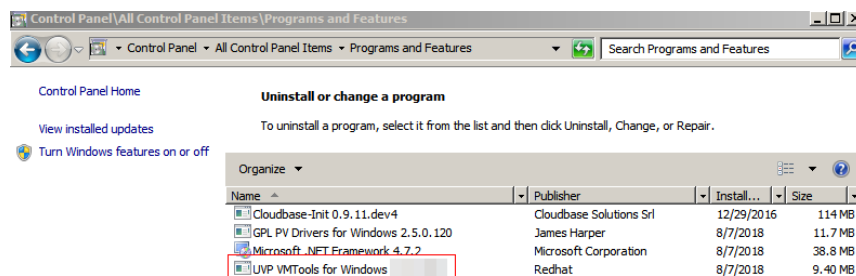 Control Panel\All Control Panel Items\Programs and Features
Control Panel All Control Panel Items Programs and Features Search Programs and Features
Control Panel Home
Uninstall or change a program
View installed updates
To uninstall a program, select it from the list and then click Uninstall, Change, or Repair.
Turn Windows features on or off
Organize
Name Publisher Install... Size
Cloudbase-Init 0.9.11.dev4 Cloudbase Solutions Srl 12/29/2016 114 MB
GPL PV Drivers for Windows 2.5.0.120 James Harper 8/7/2018 11.7 MB
Microsoft .NET Framework 4.7.2 Microsoft Corporation 8/7/2018 38.8 MB
UVP VMTools for Windows Redhat 8/7/2018 9.40 MB